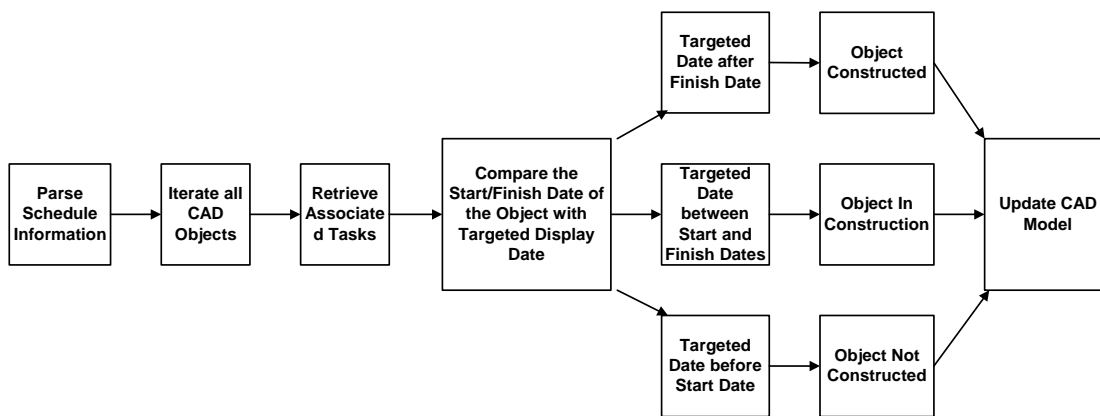 Parse
Schedule
Information
Iterate all
CAD
Objects
Retrieve
Associate
d Tasks
Compare the
Start/Finish Date of
the Object with
Targeted Display
Date
Targeted
Date after
Finish Date
Object
Constructed
Targeted
Date
between
Start and
Finish Dates
Object In
Construction
Targeted
Date before
Start Date
Object Not
Constructed
Update CAD
Model